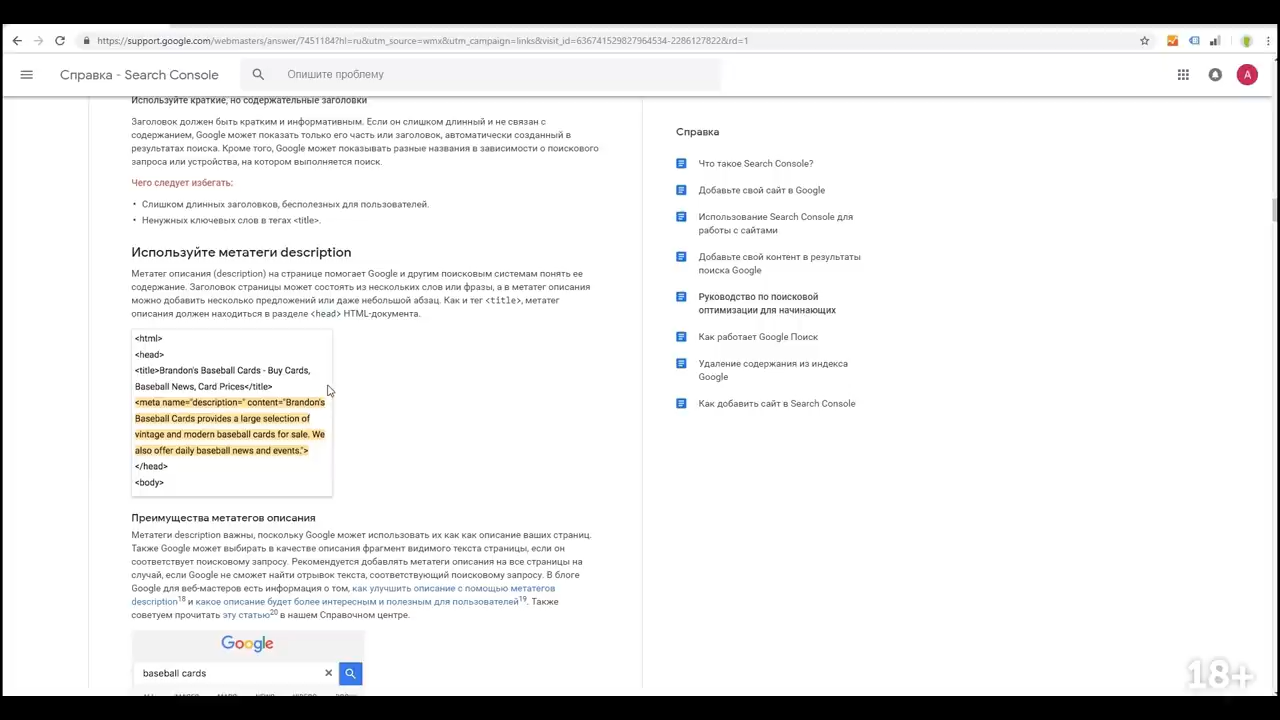 https://support.google.com/webmasters/answer/7451184?hl=ru&utm_source=wmx&utm_campaign=links&visit_id=636741529827964534-2286127822&rd=1
Справка - Search Console
Опишите проблему
A
Используйте краткие, но содержательные заголовки
Заголовок должен быть кратким и информативным. Если он слишком длинный и не связан с
содержанием, Google может показать только его часть или заголовок, автоматически созданный в
результатах поиска. Кроме того, Google может показывать разные названия в зависимости о поискового
запроса или устройства, на котором выполняется поиск.
Чего следует избегать:
• Слишком длинных заголовков, бесполезных для пользователей.
• Ненужных ключевых слов в тегах <title>.
Используйте метатеги description
Метатег описания (description) на странице помогает Google и другим поисковым системам понять ее
содержание. Заголовок страницы может состоять из нескольких слов или фразы, а в метатег описания
можно добавить несколько предложений или даже небольшой абзац. Как и тег <title>, метатег
описания должен находиться в разделе <head> HTML-документа.
<html>
<head>
<title>Brandon's Baseball Cards - Buy Cards,
Baseball News, Card Prices</title>
<meta name="description=" content="Brandon's
Baseball Cards provides a large selection of
vintage and modern baseball cards for sale. We
also offer daily baseball news and events.">
</head>
<body>
Преимущества метатегов описания
Метатеги description важны, поскольку Google может использовать их как как описание ваших страниц.
Также Google может выбирать в качестве описания фрагмент видимого текста страницы, если он
соответствует поисковому запросу. Рекомендуется добавлять метатеги описания на все страницы на
случай, если Google не сможет найти отрывок текста, соответствующий поисковому запросу. В блоге
Google для веб-мастеров есть информация о том, как улучшить описание с помощью метатегов
description18 и какое описание будет более интересным и полезным для пользователей19. Также
советуем прочитать эту статью20 в нашем Справочном центре.
Google
baseball cards
Справка
Что такое Search Console?
Добавьте свой сайт в Google
Использование Search Console для
работы с сайтами
Добавьте свой контент в результаты
поиска Google
Руководство по поисковой
оптимизации для начинающих
Как работает Google Поиск
Удаление содержания из индекса
Google
Как добавить сайт в Search Console
18+